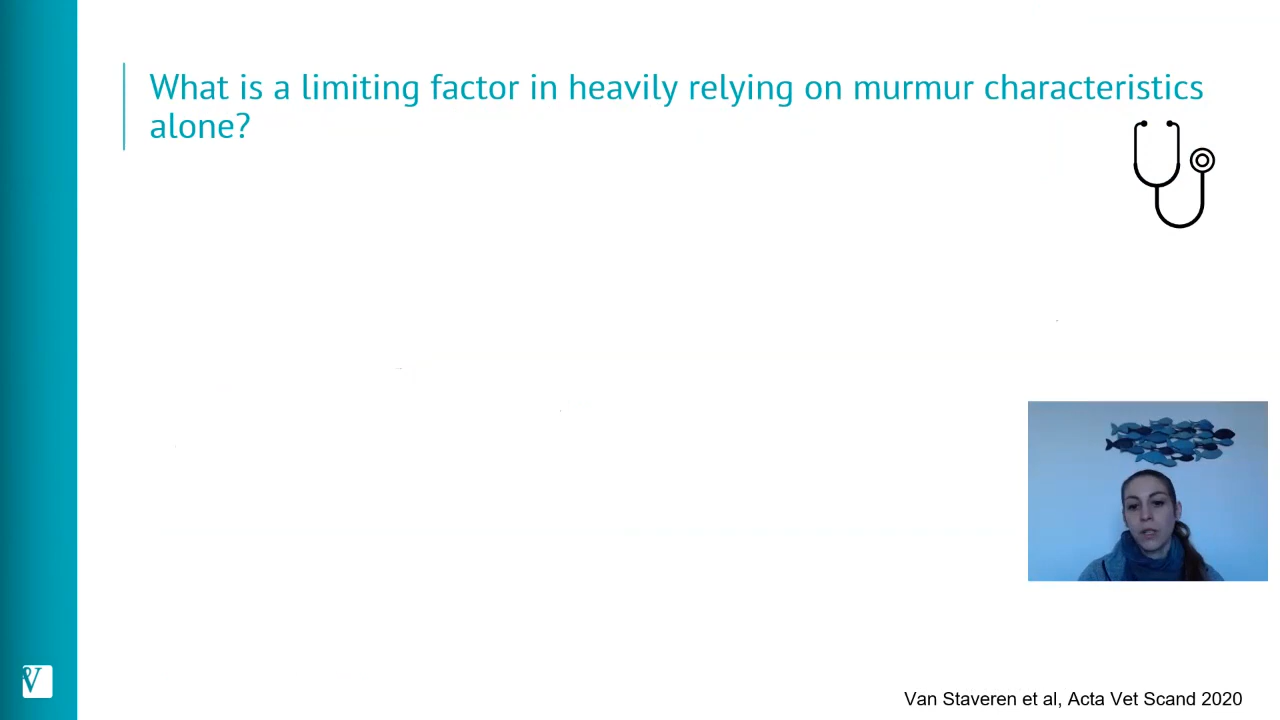 What is a limiting factor in heavily relying on murmur characteristics
alone?
&V
Van Staveren et al, Acta Vet Scand 2020